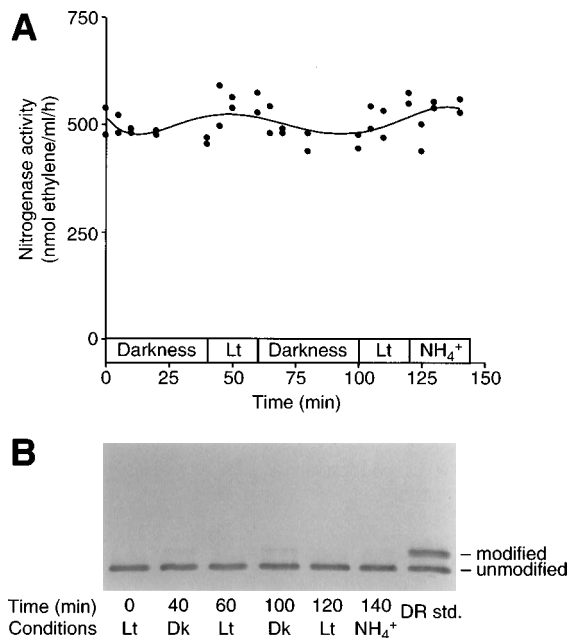 A
Nitrogenase activity
(nmol ethylene/ml/h)
750
500
250
0
Darkness Lt Darkness Lt NH₄⁺
0 25 50 75 100 125 150
Time (min)
B
– modified
– unmodified
Time (min) 0 40 60 100 120 140 DR std.
Conditions Lt Dk Lt Dk Lt NH₄⁺